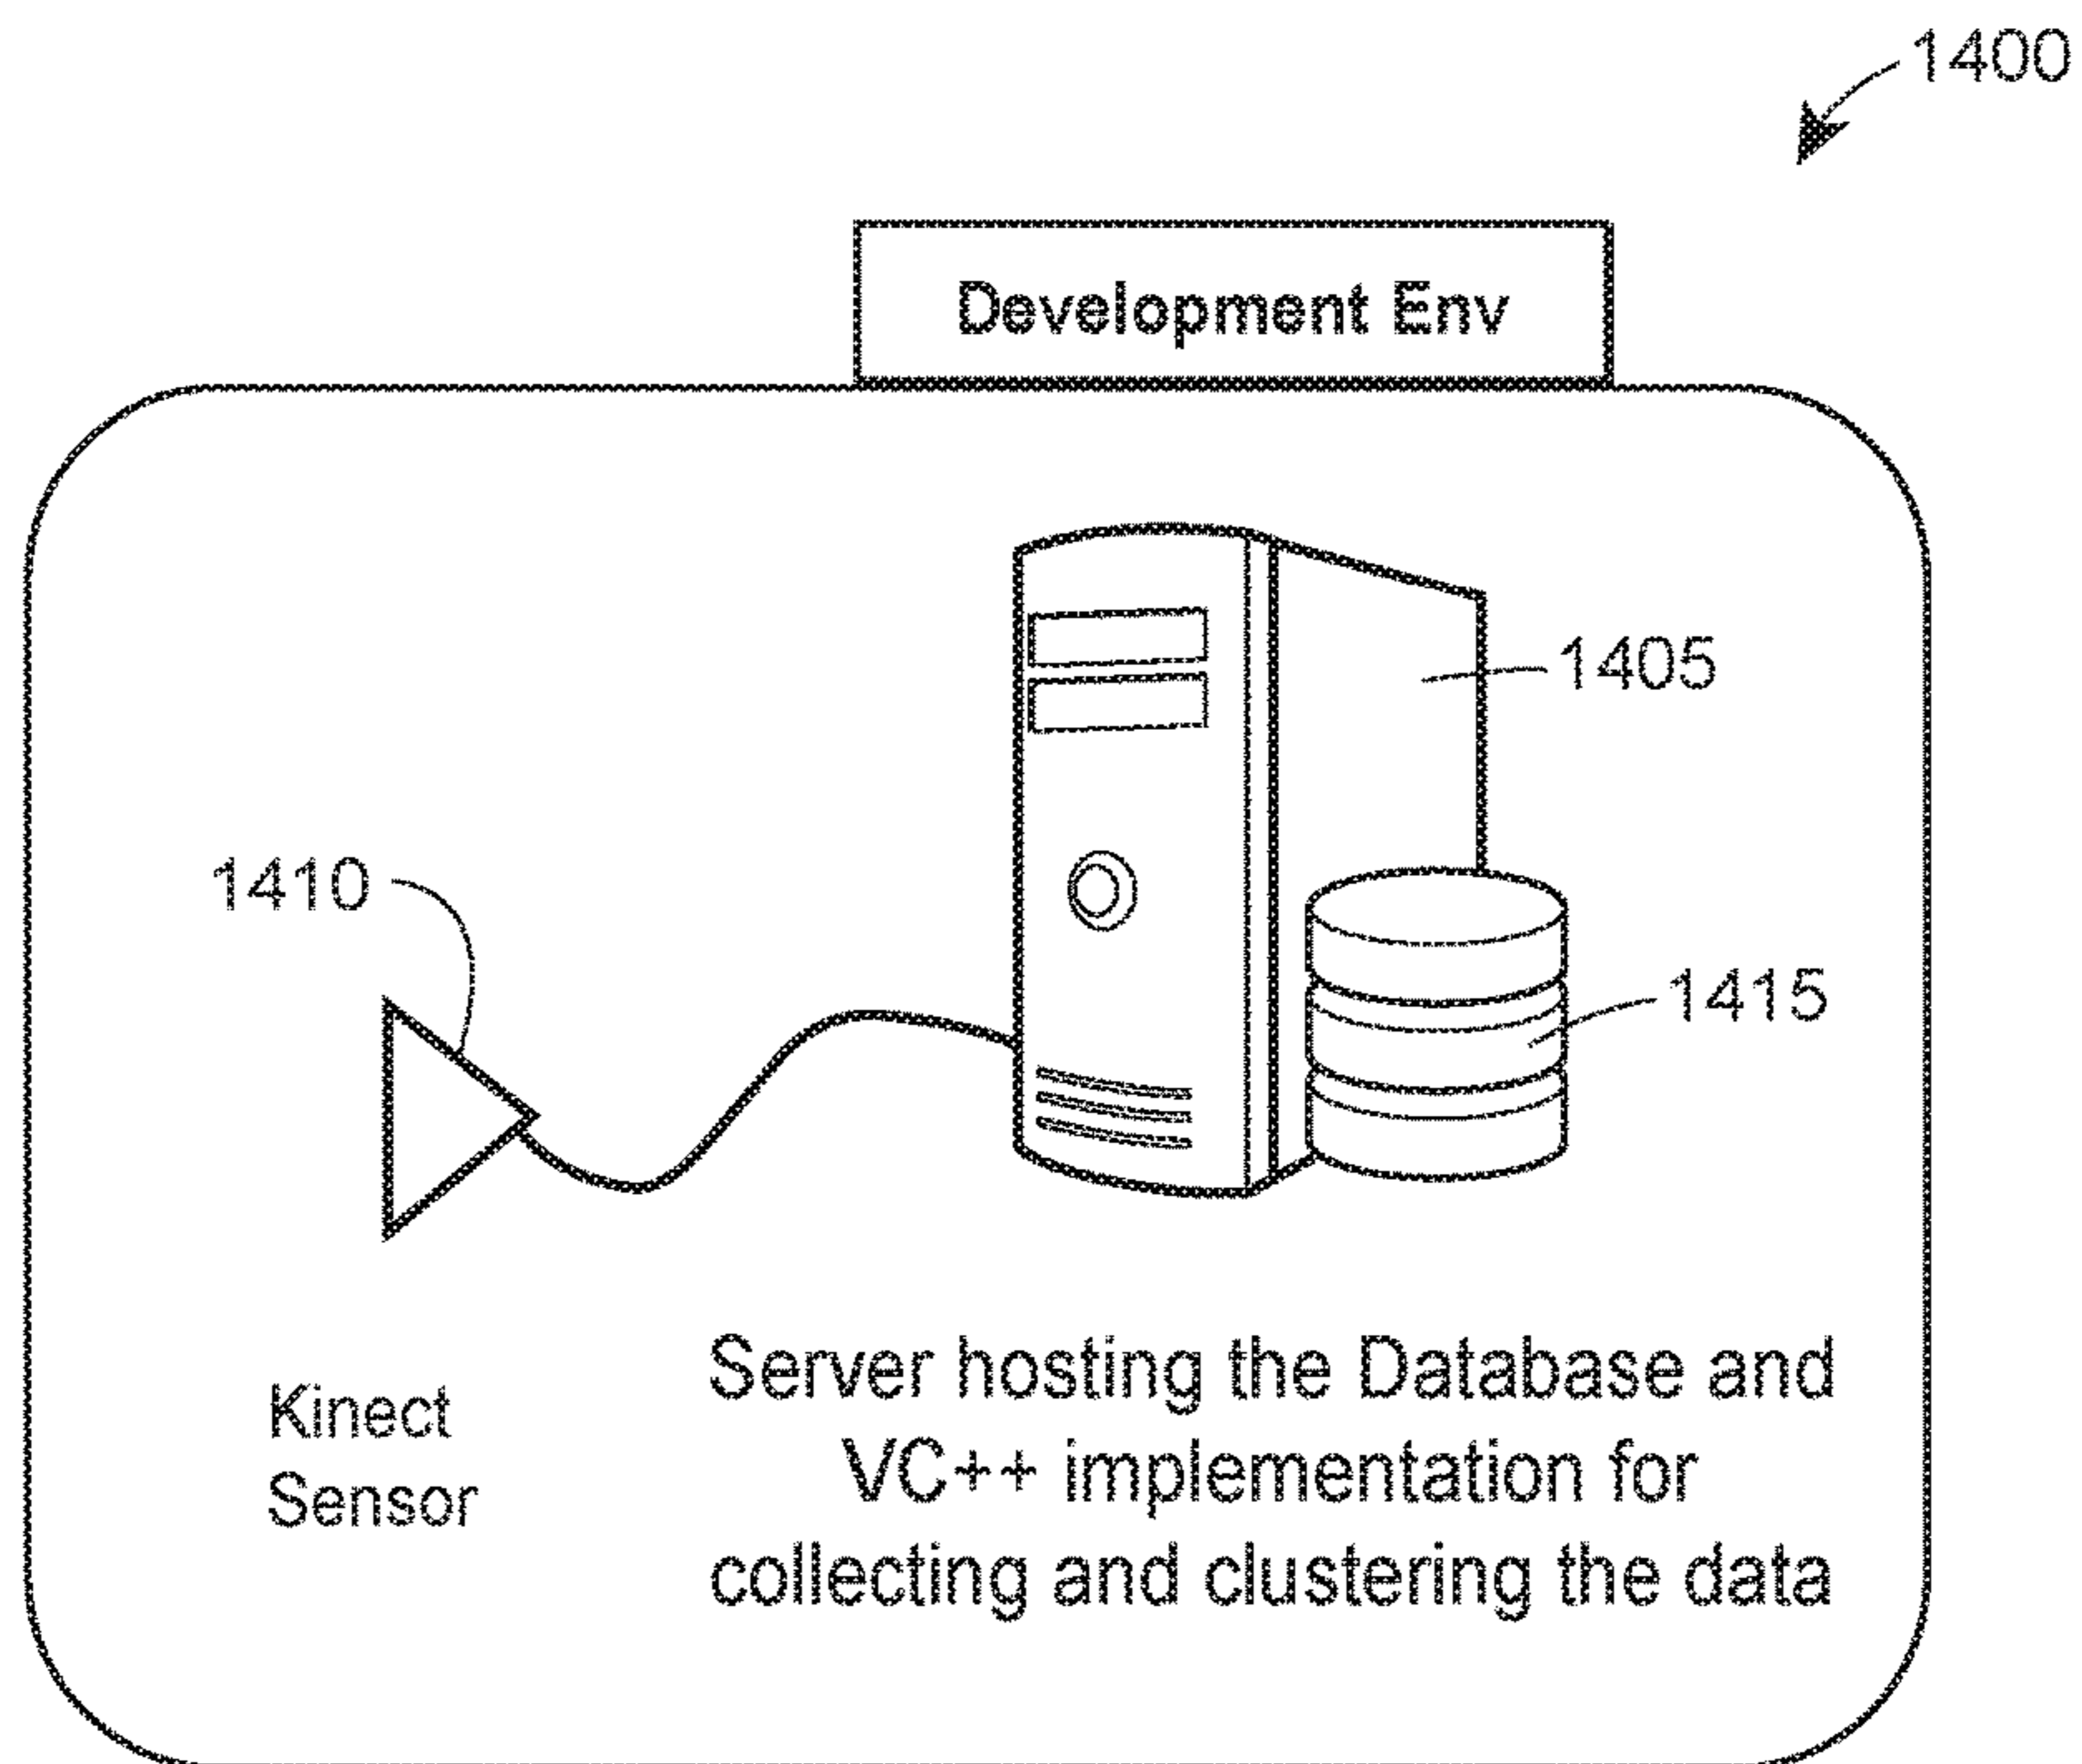 1400
Development Env
1405
1410
1415
Kinect
Sensor
Server hosting the Database and
VC++ implementation for
collecting and clustering the data